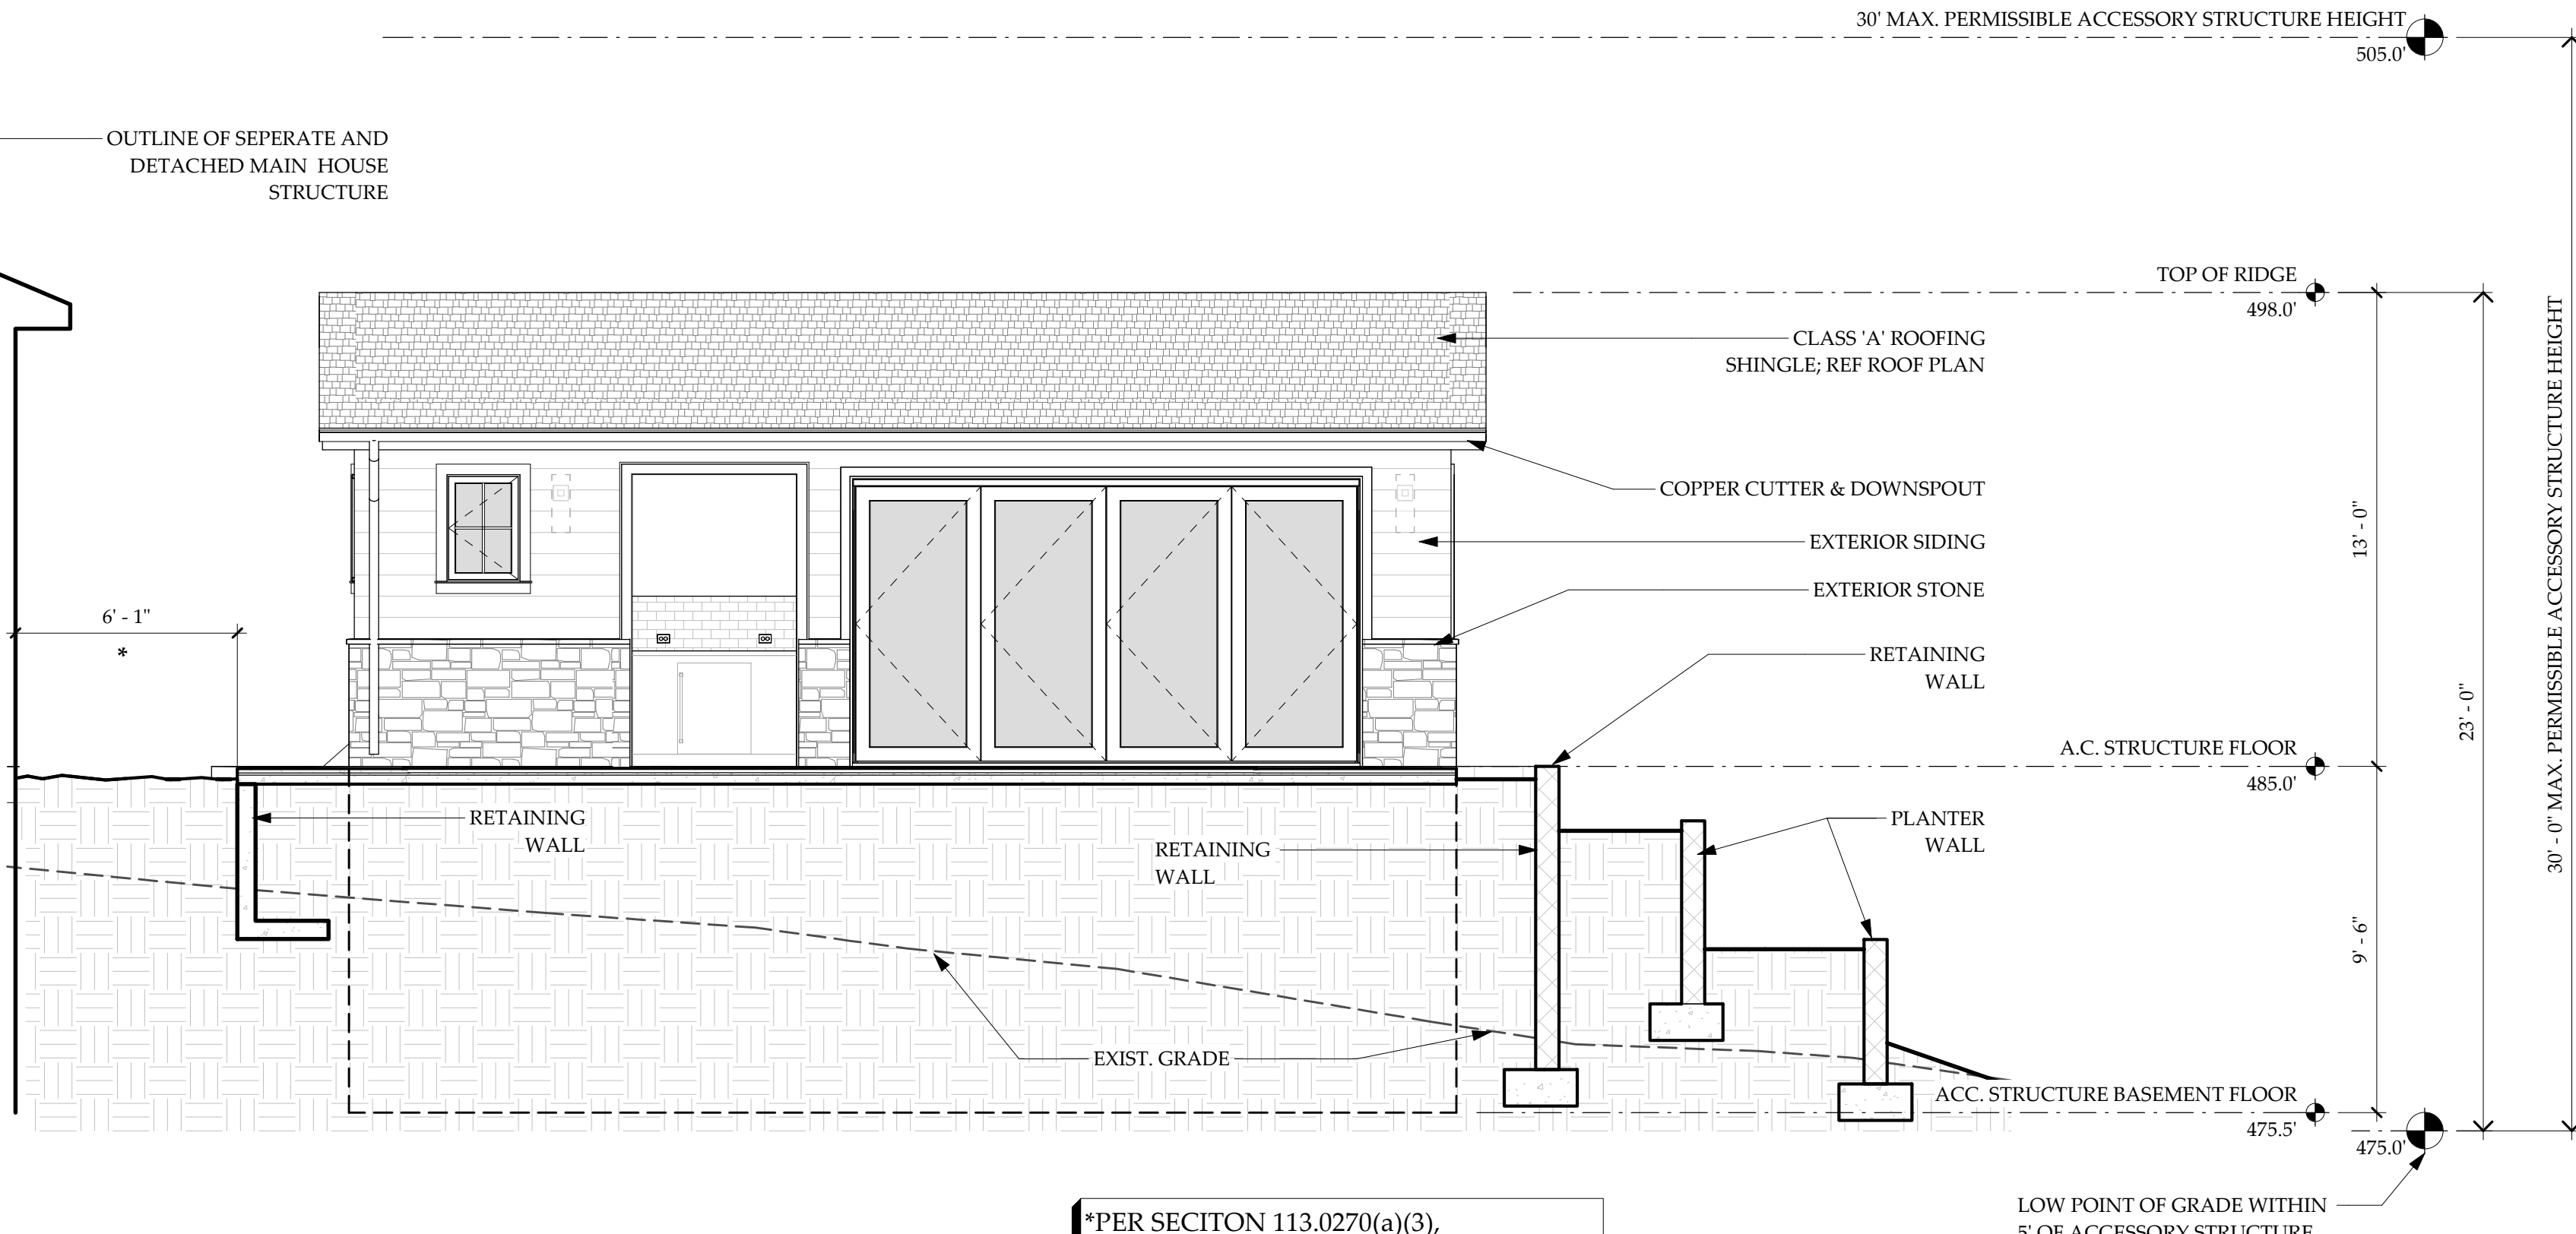 30' MAX. PERMISSIBLE ACCESSORY STRUCTURE HEIGHT
505.0'
OUTLINE OF SEPERATE AND
DETACHED MAIN HOUSE
STRUCTURE
TOP OF RIDGE
498.0'
CLASS 'A' ROOFING
SHINGLE; REF ROOF PLAN
COPPER CUTTER & DOWNSPOUT
EXTERIOR SIDING
EXTERIOR STONE
RETAINING
WALL
6' - 1"
*
A.C. STRUCTURE FLOOR
485.0'
13' - 0"
23' - 0"
30' - 0" MAX. PERMISSIBLE ACCESSORY STRUCTURE HEIGHT
RETAINING
WALL
RETAINING
WALL
PLANTER
WALL
9' - 6"
EXIST. GRADE
ACC. STRUCTURE BASEMENT FLOOR
475.5'
475.0'
*PER SECITON 113.0270(a)(3),
LOW POINT OF GRADE WITHIN
5' OF ACCESSORY STRUCTURE